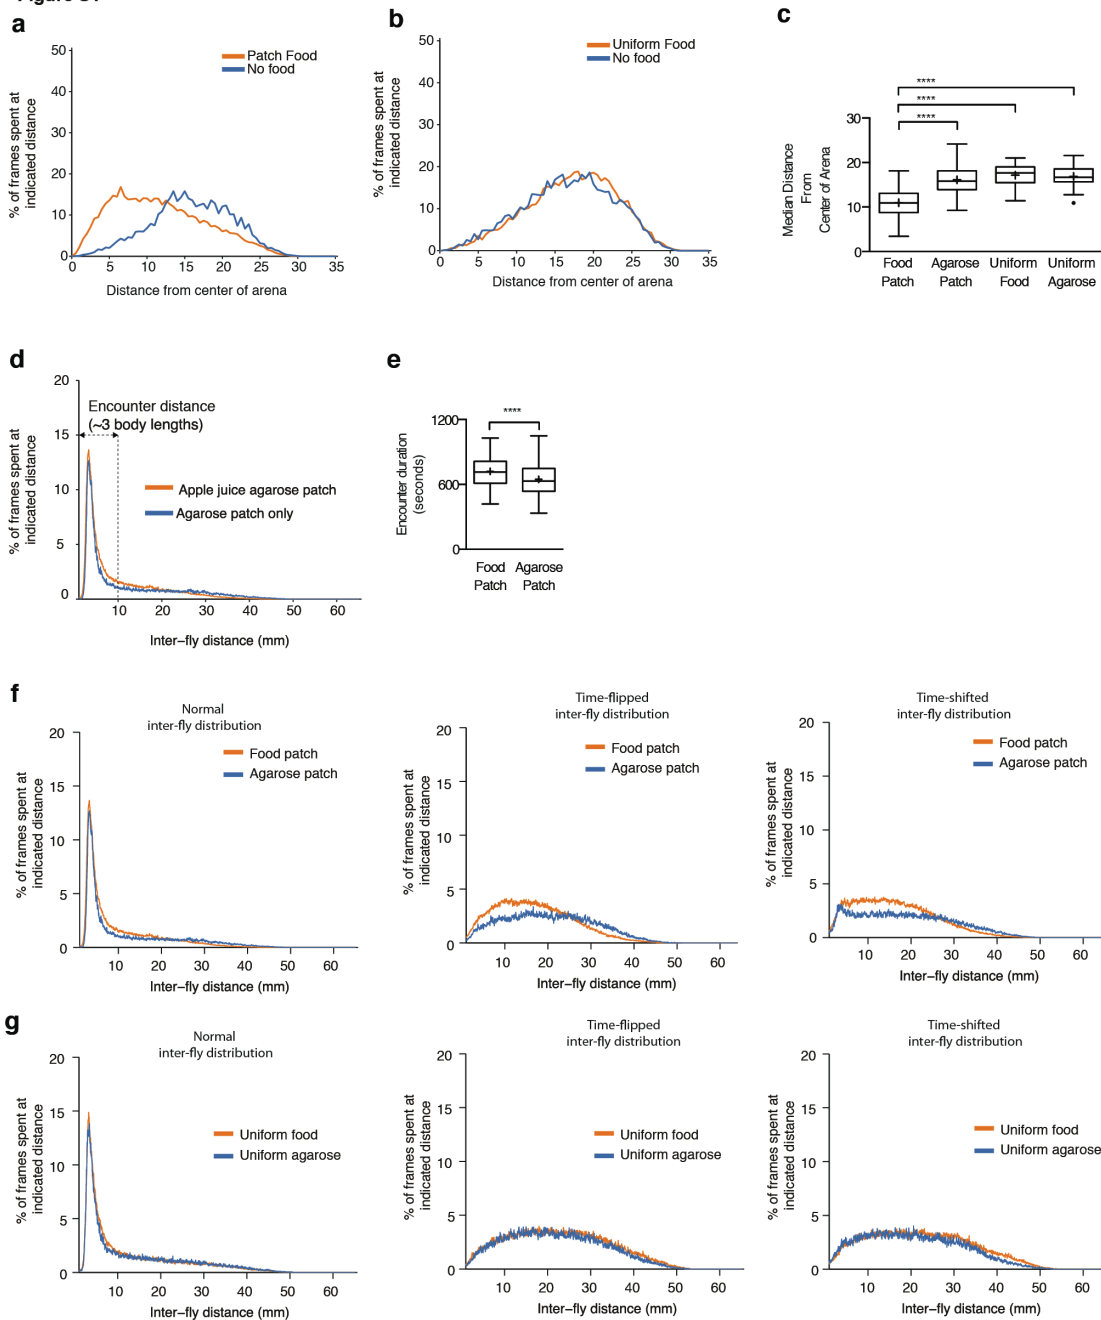 a
% of frames spent at
indicated distance
50
40
30
20
10
0
Patch Food
No food
0 5 10 15 20 25 30 35
Distance from center of arena
b
% of frames spent at
indicated distance
50
40
30
20
10
0
Uniform Food
No food
0 5 10 15 20 25 30 35
Distance from center of arena
c
Median Distance
From
Center of Arena
30
20
10
0
****
****
****
Food Agarose Uniform Uniform
Patch Patch Food Agarose
d
% of frames spent at
indicated distance
20
15
10
5
0
Encounter distance
(~3 body lengths)
Apple juice agarose patch
Agarose patch only
10 20 30 40 50 60
Inter–fly distance (mm)
e
Encounter duration
(seconds)
1200
600
0
****
Food Agarose
Patch Patch
f
Normal
inter-fly distribution
% of frames spent at
indicated distance
20
15
10
5
0
Food patch
Agarose patch
10 20 30 40 50 60
Inter–fly distance (mm)
Time-flipped
inter-fly distribution
% of frames spent at
indicated distance
20
15
10
5
0
Food patch
Agarose patch
10 20 30 40 50 60
Inter–fly distance (mm)
Time-shifted
inter-fly distribution
% of frames spent at
indicated distance
20
15
10
5
0
Food patch
Agarose patch
10 20 30 40 50 60
Inter–fly distance (mm)
g
Normal
inter-fly distribution
% of frames spent at
indicated distance
20
15
10
5
0
Uniform food
Uniform agarose
10 20 30 40 50 60
Inter–fly distance (mm)
Time-flipped
inter-fly distribution
% of frames spent at
indicated distance
20
15
10
5
0
Uniform food
Uniform agarose
10 20 30 40 50 60
Inter–fly distance (mm)
Time-shifted
inter-fly distribution
% of frames spent at
indicated distance
20
15
10
5
0
Uniform food
Uniform agarose
10 20 30 40 50 60
Inter–fly distance (mm)